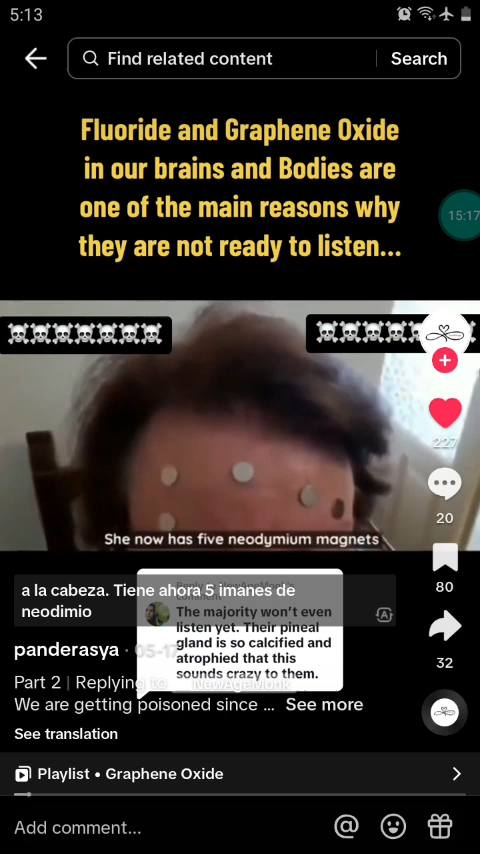 5:13
Find related content
Search
Fluoride and Graphene Oxide
in our brains and Bodies are
one of the main reasons why
they are not ready to listen...
15:17
She now has five neodymium magnets
227
20
80
32
a la cabeza. Tiene ahora 5 imanes de
neodimio
The majority won't even
listen yet. Their pineal
gland is so calcified and
atrophied that this
sounds crazy to them.
panderasya · 05-17
Part 2 | Replying to NewAgeMonk
We are getting poisoned since ... See more
See translation
Playlist • Graphene Oxide
Add comment...